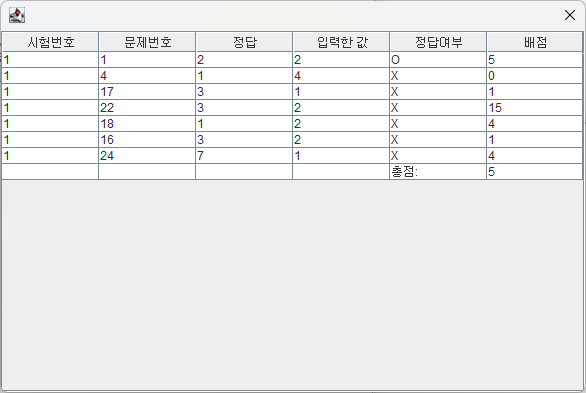 시험번호 문제번호 정답 입력한 값 정답여부 배점
1 1 2 2 O 5
1 4 1 4 X 0
1 17 3 1 X 1
1 22 3 2 X 15
1 18 1 2 X 4
1 16 3 2 X 1
1 24 7 1 X 4
총점: 5